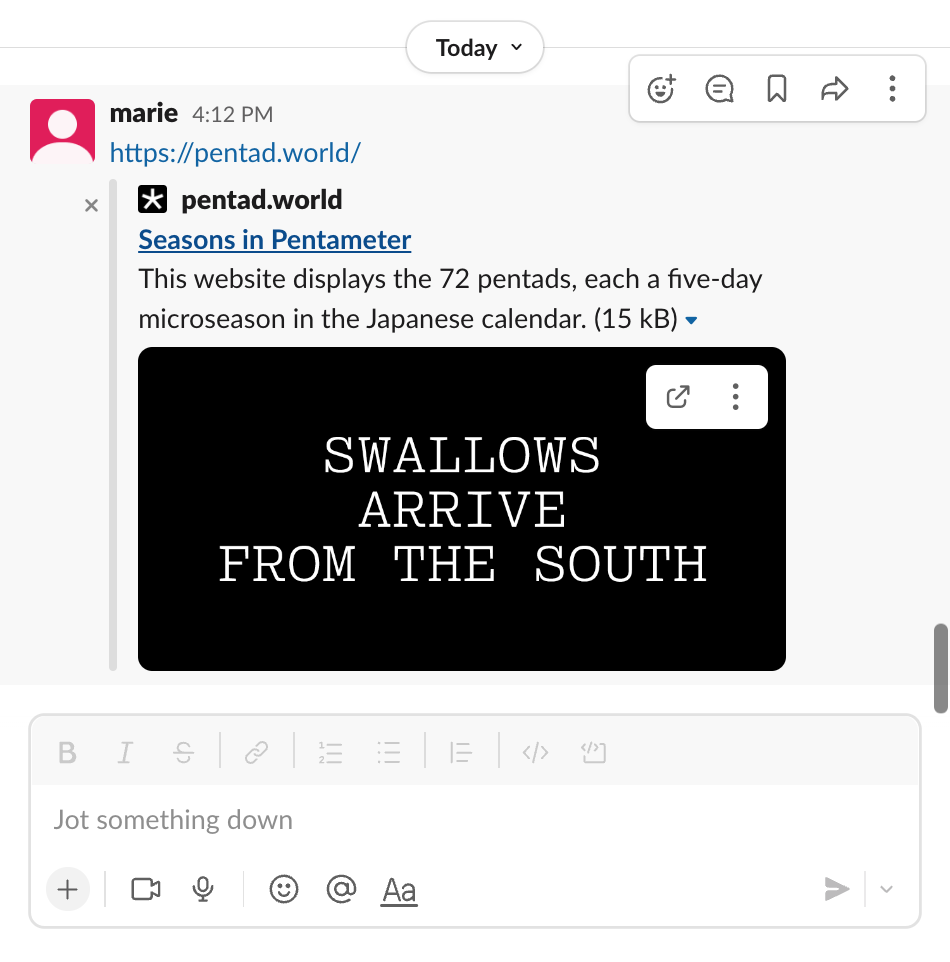 Today
marie 4:12 PM
https://pentad.world/
pentad.world
Seasons in Pentameter
This website displays the 72 pentads, each a five-day
microseason in the Japanese calendar. (15 kB)
SWALLOWS
ARRIVE
FROM THE SOUTH
B I S
Jot something down
Aa